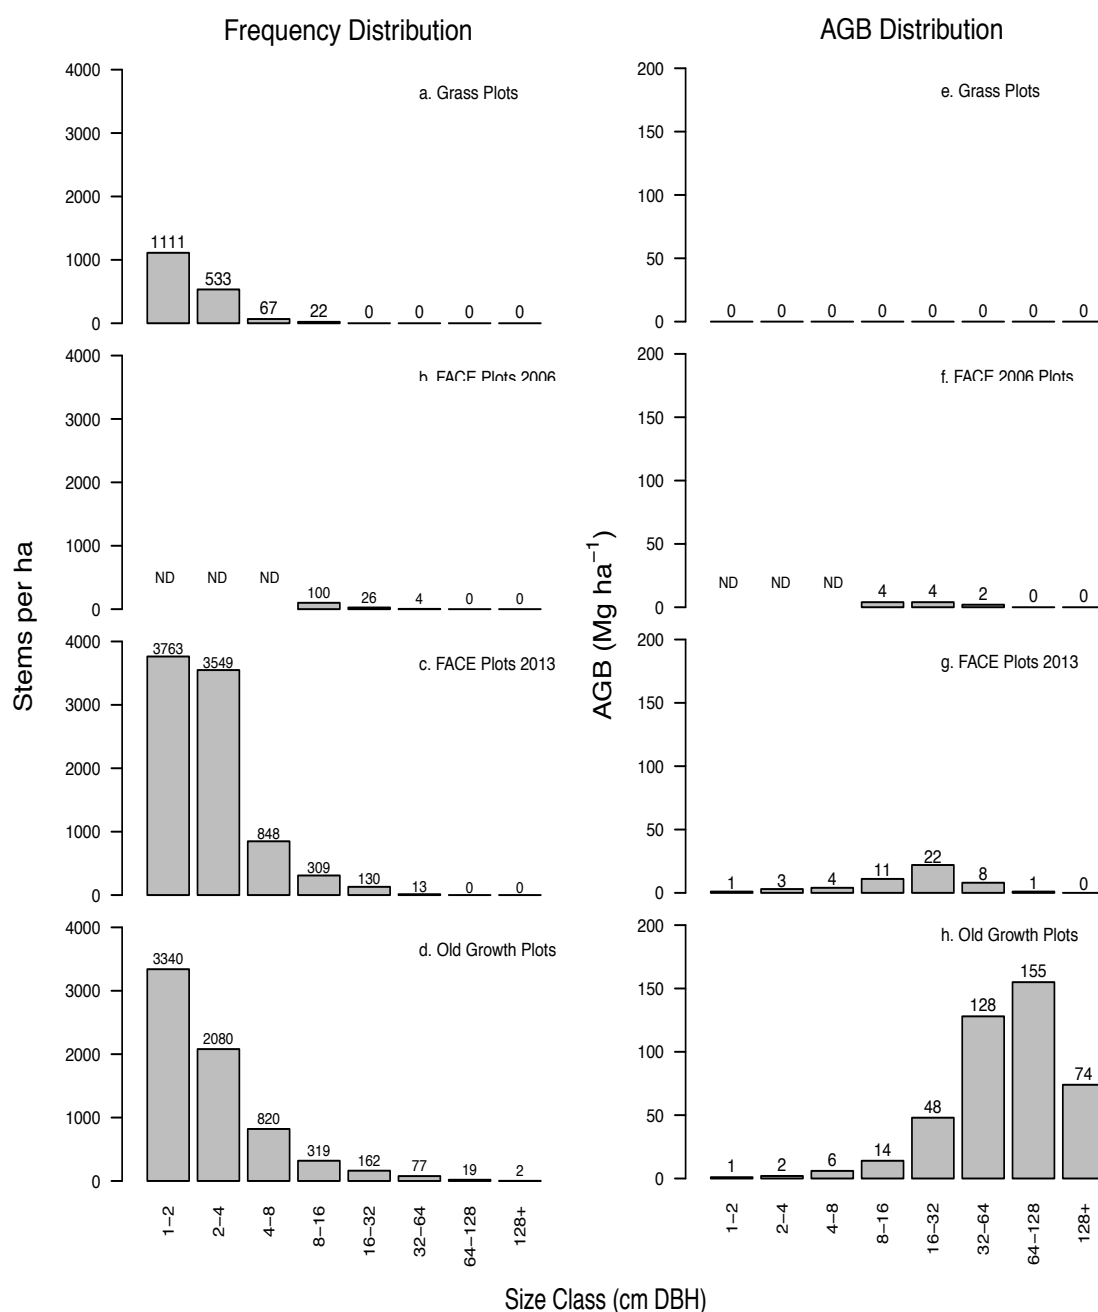 Frequency Distribution
AGB Distribution
Stems per ha
a. Grass Plots
4000
3000
2000
1000
0
1111 533 67 22 0 0 0 0
b. FACE Plots 2006
4000
3000
2000
1000
0
ND ND ND 100 26 4 0 0
c. FACE Plots 2013
4000
3000
2000
1000
0
3763 3549 848 309 130 13 0 0
d. Old Growth Plots
4000
3000
2000
1000
0
3340 2080 820 319 162 77 19 2
1−2 2−4 4−8 8−16 16−32 32−64 64−128 128+
AGB (Mg ha−1)
e. Grass Plots
200
150
100
50
0
0 0 0 0 0 0 0 0
f. FACE 2006 Plots
200
150
100
50
0
ND ND ND 4 4 2 0 0
g. FACE Plots 2013
200
150
100
50
0
1 3 4 11 22 8 1 0
h. Old Growth Plots
200
150
100
50
0
1 2 6 14 48 128 155 74
1−2 2−4 4−8 8−16 16−32 32−64 64−128 128+
Size Class (cm DBH)